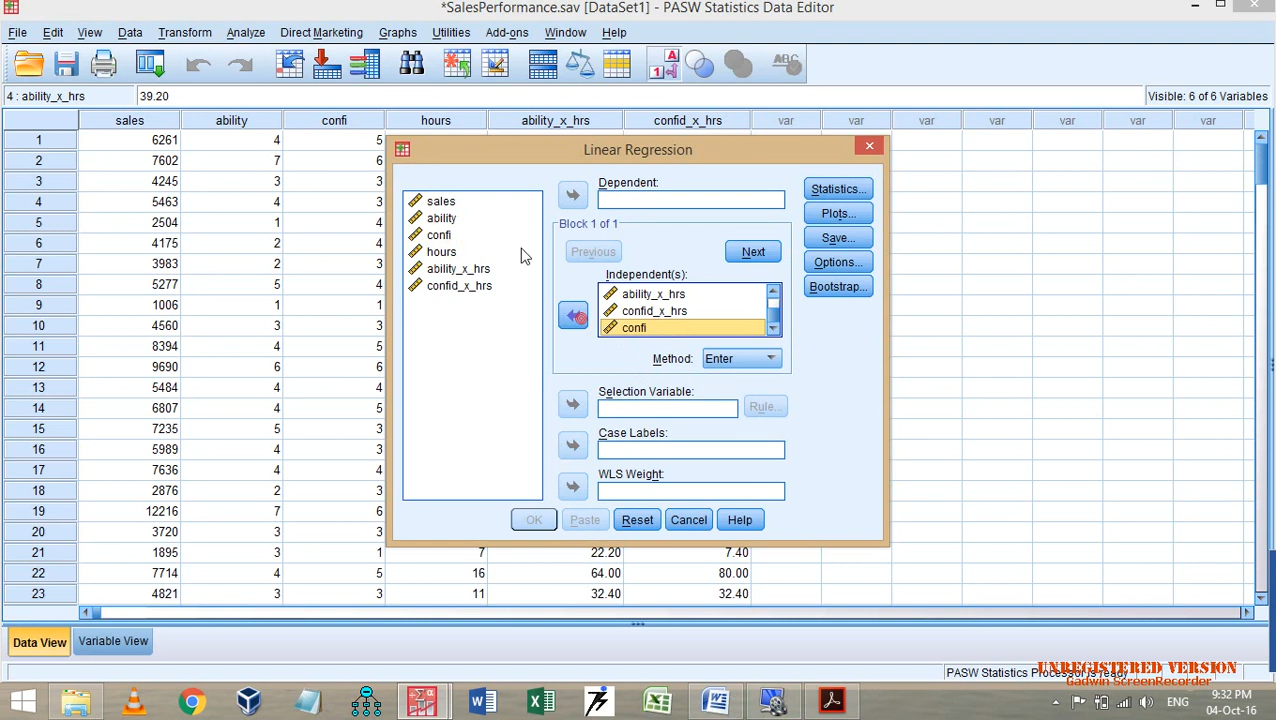 *SalesPerformance.sav [DataSet1] - PASW Statistics Data Editor
File Edit View Data Transform Analyze Direct Marketing Graphs Utilities Add-ons Window Help
4 : ability_x_hrs 39.20 Visible: 6 of 6 Variables
sales ability confi hours ability_x_hrs confid_x_hrs var var var var var
1 6261 4 5
2 7602 7 6
3 4245 3 3
4 5463 4 3
5 2504 1 4
6 4175 2 4
7 3983 2 3
8 5277 5 4
9 1006 1 1
10 4560 3 3
11 8394 4 5
12 9690 6 6
13 5484 4 4
14 6807 4 5
15 7235 5 3
16 5989 4 3
17 7636 4 4
18 2876 2 3
19 12216 7 6
20 3720 3 3
21 1895 3 1 7 22.20 7.40
22 7714 4 5 16 64.00 80.00
23 4821 3 3 11 32.40 32.40
Linear Regression
sales
ability
confi
hours
ability_x_hrs
confid_x_hrs
Dependent:
Block 1 of 1
Previous Next
Independent(s):
ability_x_hrs
confid_x_hrs
confi
Method: Enter
Selection Variable:
Rule...
Case Labels:
WLS Weight:
Statistics...
Plots...
Save...
Options...
Bootstrap...
OK Paste Reset Cancel Help
Data View Variable View
PASW Statistics Processor is ready
UNREGISTERED VERSION
Gadwin ScreenRecorder
9:32 PM
04-Oct-16